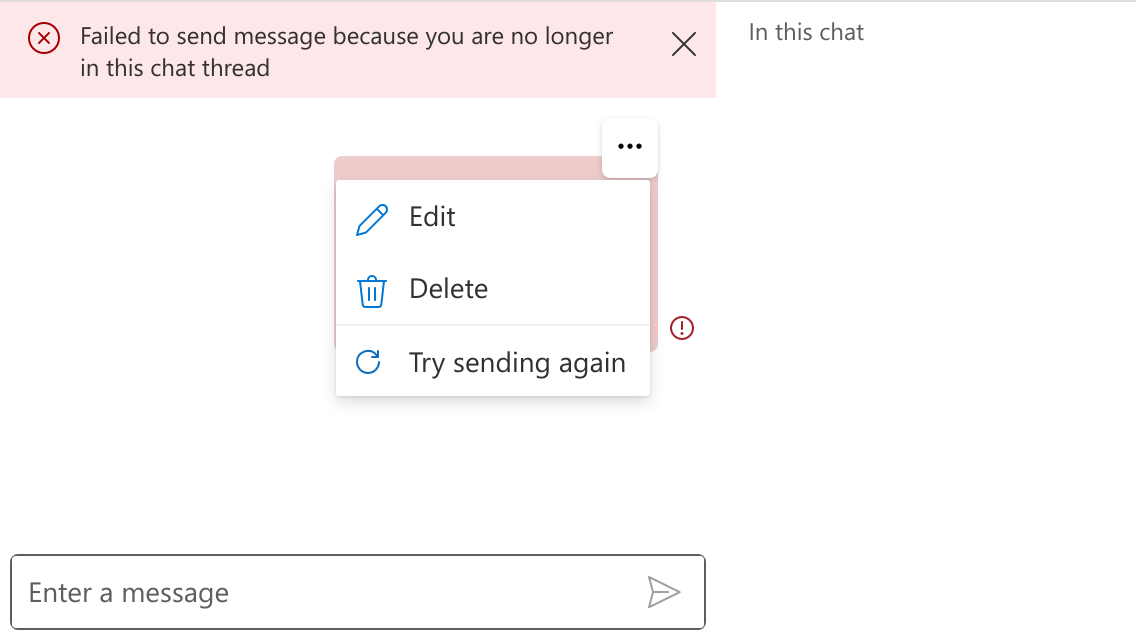 Failed to send message because you are no longer
in this chat thread
In this chat
Edit
Delete
Try sending again
Enter a message